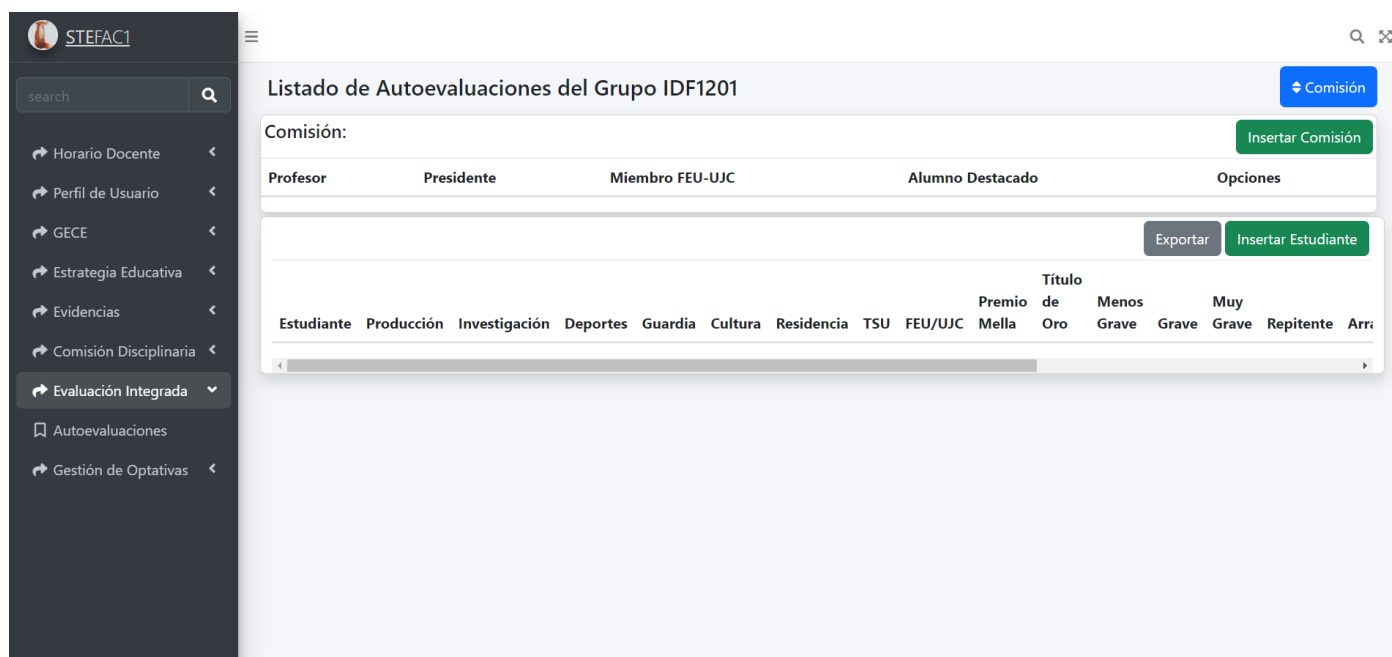 STEFAC1
search
Horario Docente
Perfil de Usuario
GECE
Estrategia Educativa
Evidencias
Comisión Disciplinaria
Evaluación Integrada
Autoevaluaciones
Gestión de Optativas
Listado de Autoevaluaciones del Grupo IDF1201
Comisión
Comisión:
Insertar Comisión
Profesor Presidente Miembro FEU-UJC Alumno Destacado Opciones
Exportar Insertar Estudiante
Estudiante Producción Investigación Deportes Guardia Cultura Residencia TSU FEU/UJC Premio Mella Título de Oro Menos Grave Grave Muy Grave Repitente